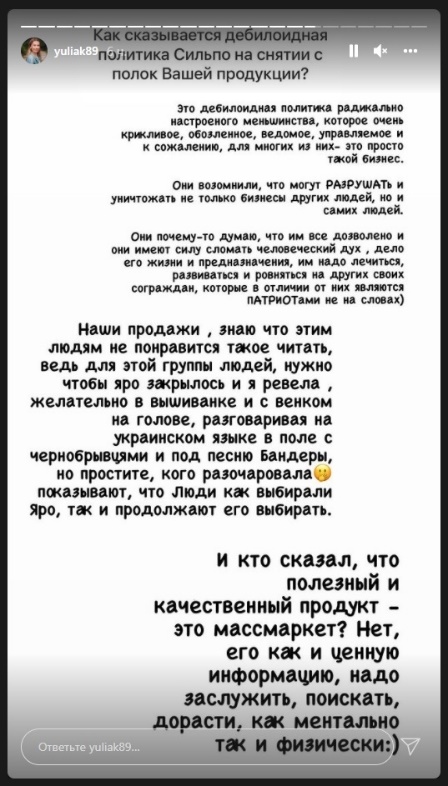 Как сказывается дебилоидная
yuliak89
политика Сильпо на снятии с
полок Вашей продукции?
Это дебилоидная политика радикально
настроеного меньшинства, которое очень
крикливое, обозленное, ведомое, управляемое и
к сожалению, для многих из них- это просто
такой бизнес.
Они возомнили, что могут РАЗРУШАТЬ и
уничтожать не только бизнесы других людей, но и
самих людей.
Они почему-то думаю, что им все дозволено и
они имеют силу сломать человеческий дух , дело
его жизни и предназначения, им надо лечиться,
развиваться и ровняться на других своих
сограждан, которые в отличии от них являются
ПАТРИОТами не на словах)
Наши продажи , знаю что этим
людям не понравится такое читать,
ведь для этой группы людей, нужно
чтобы яро закрылось и я ревела ,
желательно в вышиванке и с венком
на голове, разговаривая на
украинском языке в поле с
чернобрывцями и под песню Бандеры,
но простите, кого разочаровала🤫
показывают, что Люди как выбирали
Яро, так и продолжают его выбирать.
И кто сказал, что
полезный и
качественный продукт -
это массмаркет? Нет,
его как и ценную
информацию, надо
заслужить, поискать,
дорасти, как ментально
Ответьте yuliak89...
так и физически:)